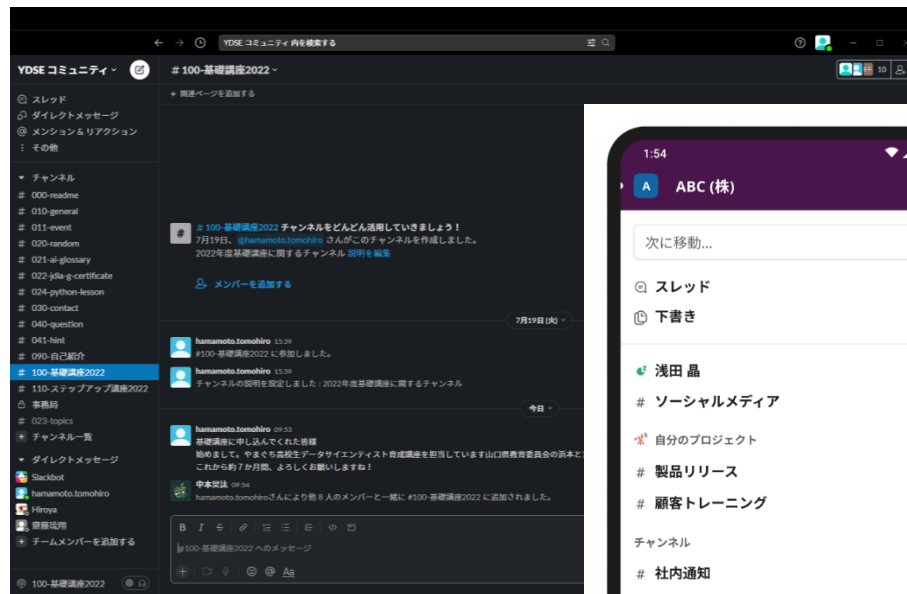 YDSE コミュニティ 内を検索する
YDSE コミュニティ
スレッド
ダイレクトメッセージ
メンション & リアクション
その他
チャンネル
# 000-readme
# 010-general
# 011-event
# 020-random
# 021-ai-glossary
# 022-jdla-g-certificate
# 024-python-lesson
# 030-contact
# 040-question
# 041-hint
# 090-自己紹介
# 100-基礎講座2022
# 110-ステップアップ講座2022
事務局
# 023-topics
+ チャンネル一覧
ダイレクトメッセージ
Slackbot
hamamoto.tomohiro
Hiroya
+ チームメンバーを追加する
100-基礎講座2022
# 100-基礎講座2022
10
+ 関連ページを追加する
#
# 100-基礎講座2022 チャンネルをどんどん活用していきましょう！
7月19日、@hamamoto.tomohiro さんがこのチャンネルを作成しました。
2022年度基礎講座に関するチャンネル 説明を編集
メンバーを追加する
7月19日(火)
hamamoto.tomohiro 15:39
#100-基礎講座2022 に参加しました。
hamamoto.tomohiro 15:39
チャンネルの説明を設定しました : 2022年度基礎講座に関するチャンネル
今日
hamamoto.tomohiro 09:53
基礎講座に申し込んでくれた皆様
始めまして。やまぐち高校生データサイエンティスト育成講座を担当しています山口県教育委員会の浜本と
これから約7か月間、よろしくお願いしますね！
09:54
hamamoto.tomohiroさんにより他 8 人のメンバーと一緒に #100-基礎講座2022 に追加されました。
B I S
#100-基礎講座2022 へのメッセージ
+ @ Aa
1:54
A ABC (株)
次に移動...
スレッド
下書き
浅田 晶
# ソーシャルメディア
自分のプロジェクト
# 製品リリース
# 顧客トレーニング
チャンネル
# 社内通知